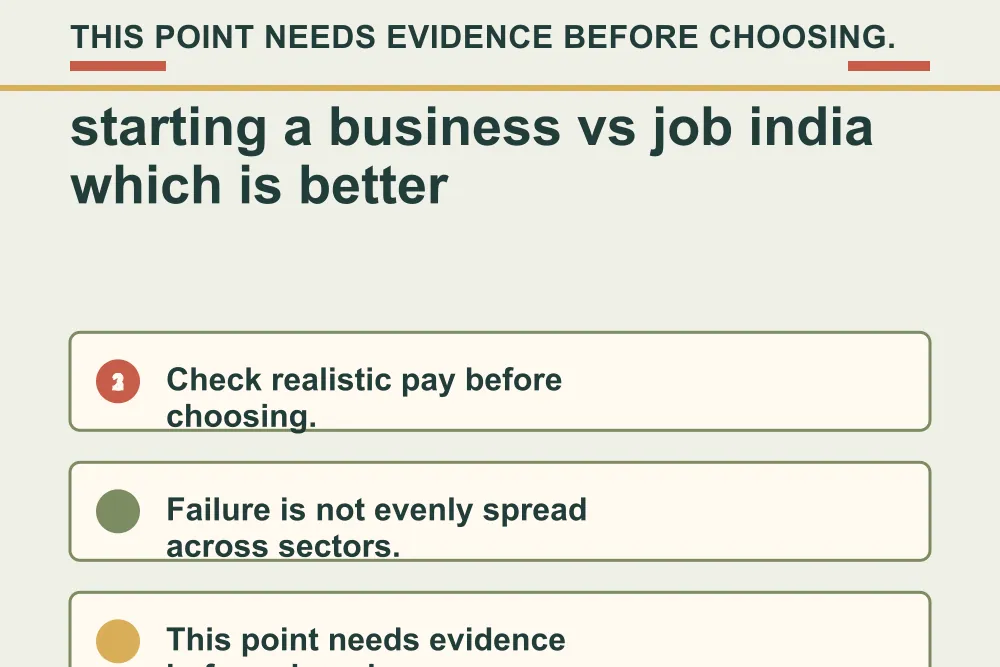 THIS POINT NEEDS EVIDENCE BEFORE CHOOSING.
starting a business vs job india
which is better
Check realistic pay before
choosing.
Failure is not evenly spread
across sectors.
This point needs evidence